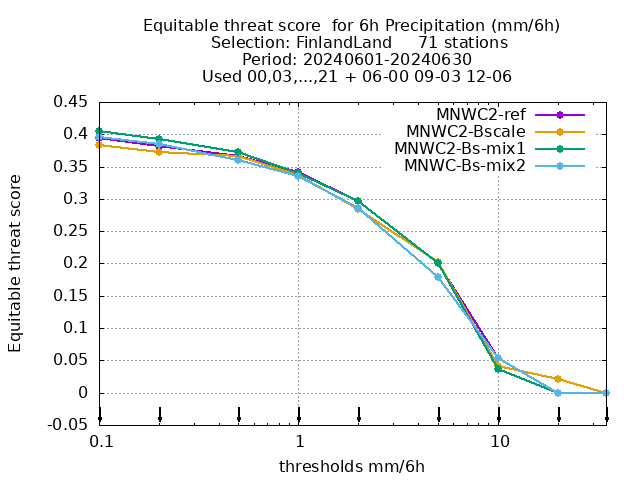 Equitable threat score  for 6h Precipitation (mm/6h)
Selection: FinlandLand     71 stations
Period: 20240601-20240630
Used 00,03,...,21 + 06-00 09-03 12-06
MNWC2-ref
MNWC2-Bscale
MNWC2-Bs-mix1
MNWC-Bs-mix2
Equitable threat score
0.45
0.4
0.35
0.3
0.25
0.2
0.15
0.1
0.05
0
-0.05
0.1 1 10
thresholds mm/6h